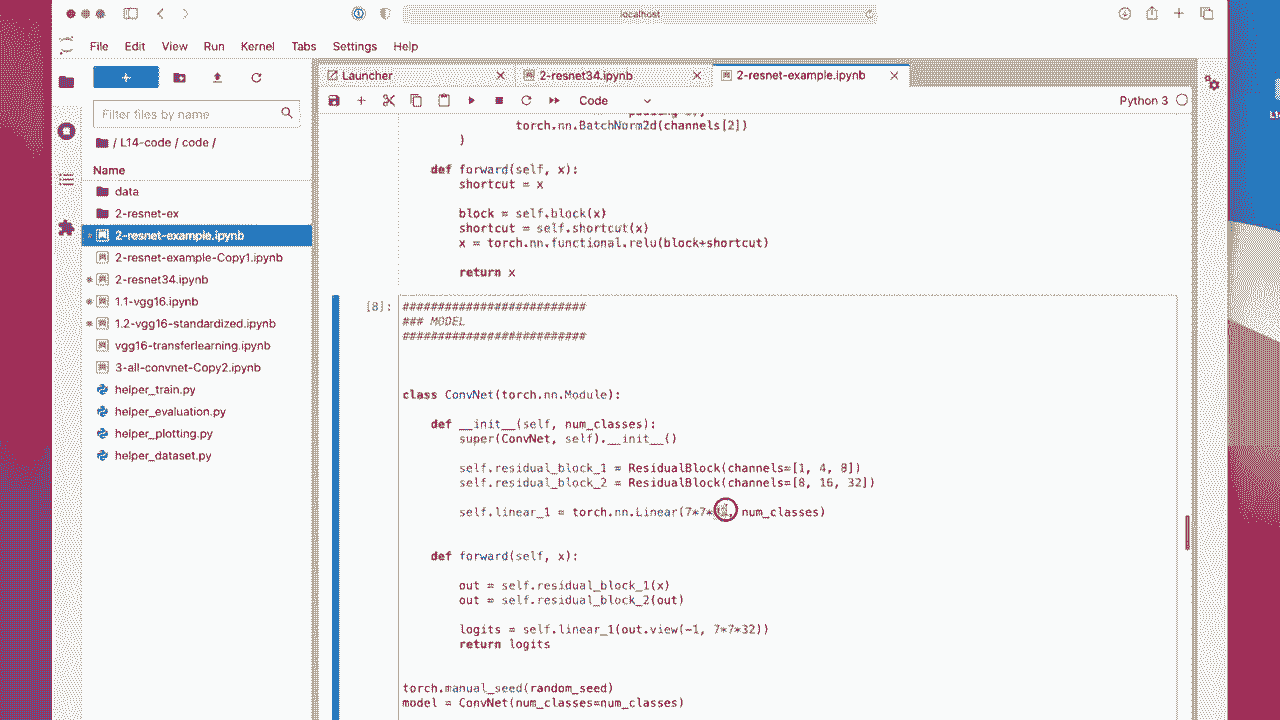 localhost
File Edit View Run Kernel Tabs Settings Help
Launcher
2-resnet34.ipynb
2-resnet-example.ipynb
Code
Python 3
Filter files by name
/ L14-code / code /
Name
data
2-resnet-ex
2-resnet-example.ipynb
2-resnet-example-Copy1.ipynb
2-resnet34.ipynb
1.1-vgg16.ipynb
1.2-vgg16-standardized.ipynb
vgg16-transferlearning.ipynb
3-all-convnet-Copy2.ipynb
helper_train.py
helper_evaluation.py
helper_plotting.py
helper_dataset.py
torch.nn.BatchNorm2d(channels[2])
)
def forward(self, x):
shortcut = x
block = self.block(x)
shortcut = self.shortcut(x)
x = torch.nn.functional.relu(block+shortcut)
return x
[8]:
##########################
### MODEL
##########################
class ConvNet(torch.nn.Module):
def __init__(self, num_classes):
super(ConvNet, self).__init__()
self.residual_block_1 = ResidualBlock(channels=[1, 4, 8])
self.residual_block_2 = ResidualBlock(channels=[8, 16, 32])
self.linear_1 = torch.nn.Linear(7*7* , num_classes)
def forward(self, x):
out = self.residual_block_1(x)
out = self.residual_block_2(out)
logits = self.linear_1(out.view(-1, 7*7*32))
return logits
torch.manual_seed(random_seed)
model = ConvNet(num_classes=num_classes)